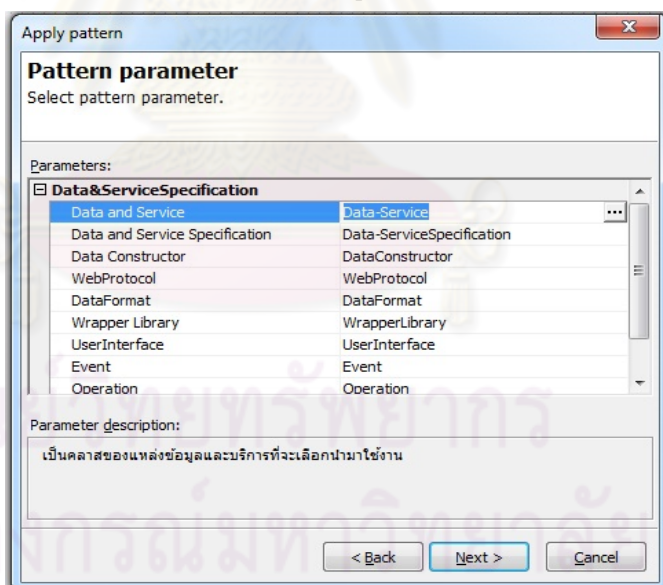 Apply pattern
Pattern parameter
Select pattern parameter.
Parameters:
Data&ServiceSpecification
Data and Service Data-Service ...
Data and Service Specification Data-ServiceSpecification
Data Constructor DataConstructor
WebProtocol WebProtocol
DataFormat DataFormat
Wrapper Library WrapperLibrary
UserInterface UserInterface
Event Event
Operation Operation
Parameter description:
เป็นคลาสของแหล่งข้อมูลและบริการที่จะเลือกนำมาใช้งาน
< Back Next > Cancel